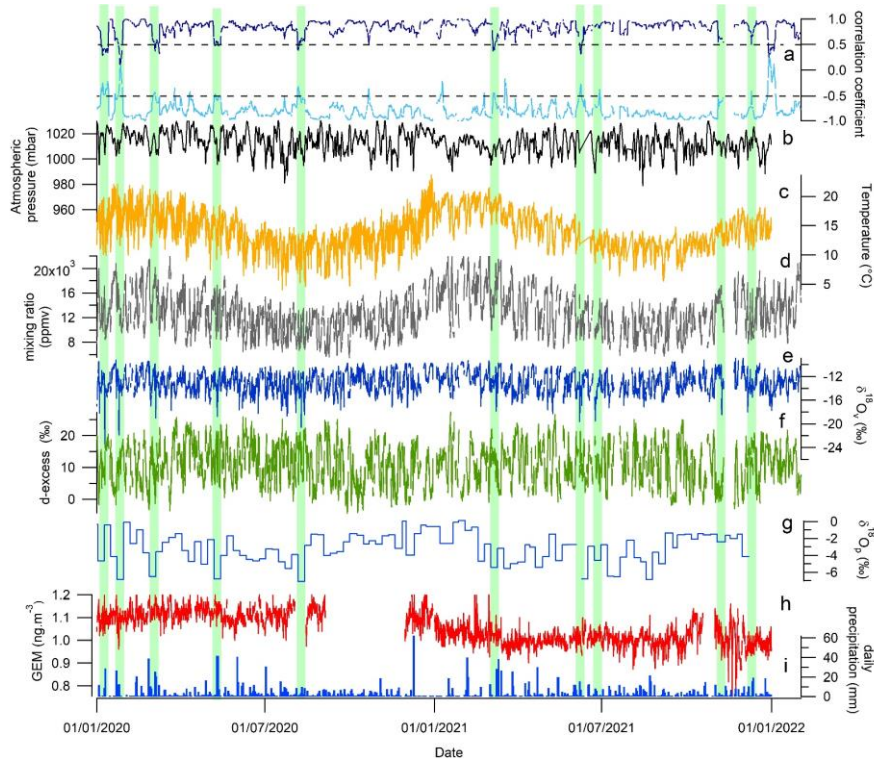 1.0
0.5
0.0
-0.5
-1.0
correlation coefficient
a
1020
1000
980
960
Atmospheric
pressure (mbar)
b
c
20
15
10
5
Temperature (°C)
d
20x10³
16
12
8
mixing ratio
(ppmv)
e
-12
-16
-20
-24
δ¹⁸Oᵥ (‰)
f
20
10
0
d-excess (‰)
g
0
-2
-4
-6
δ¹⁸Oₚ (‰)
h
1.2
1.1
1.0
0.9
0.8
GEM (ng.m⁻³)
i
60
40
20
0
daily
precipitation (mm)
01/01/2020
01/07/2020
01/01/2021
01/07/2021
01/01/2022
Date